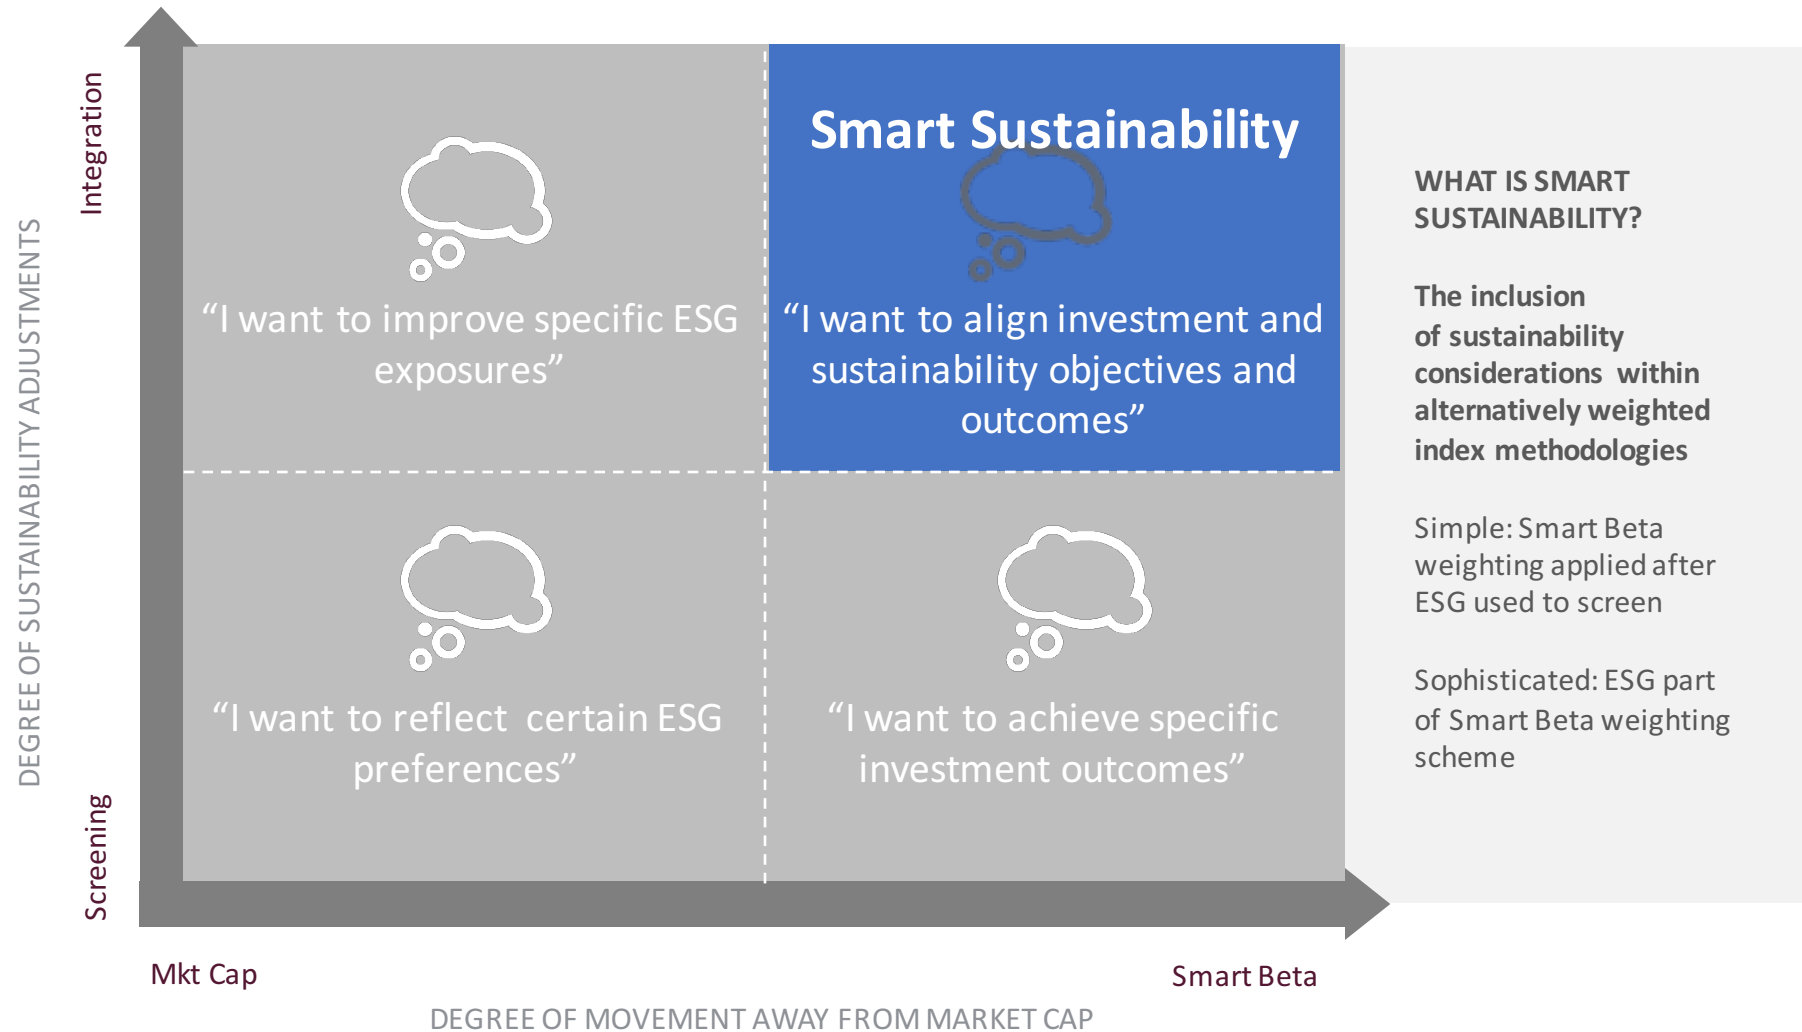 DEGREE OF SUSTAINABILITY ADJUSTMENTS
Integration
Screening
“I want to improve specific ESG
exposures”
Smart Sustainability
“I want to align investment and
sustainability objectives and
outcomes”
“I want to reflect certain ESG
preferences”
“I want to achieve specific
investment outcomes”
Mkt Cap
Smart Beta
DEGREE OF MOVEMENT AWAY FROM MARKET CAP
WHAT IS SMART
SUSTAINABILITY?
The inclusion
of sustainability
considerations within
alternatively weighted
index methodologies
Simple: Smart Beta
weighting applied after
ESG used to screen
Sophisticated: ESG part
of Smart Beta weighting
scheme